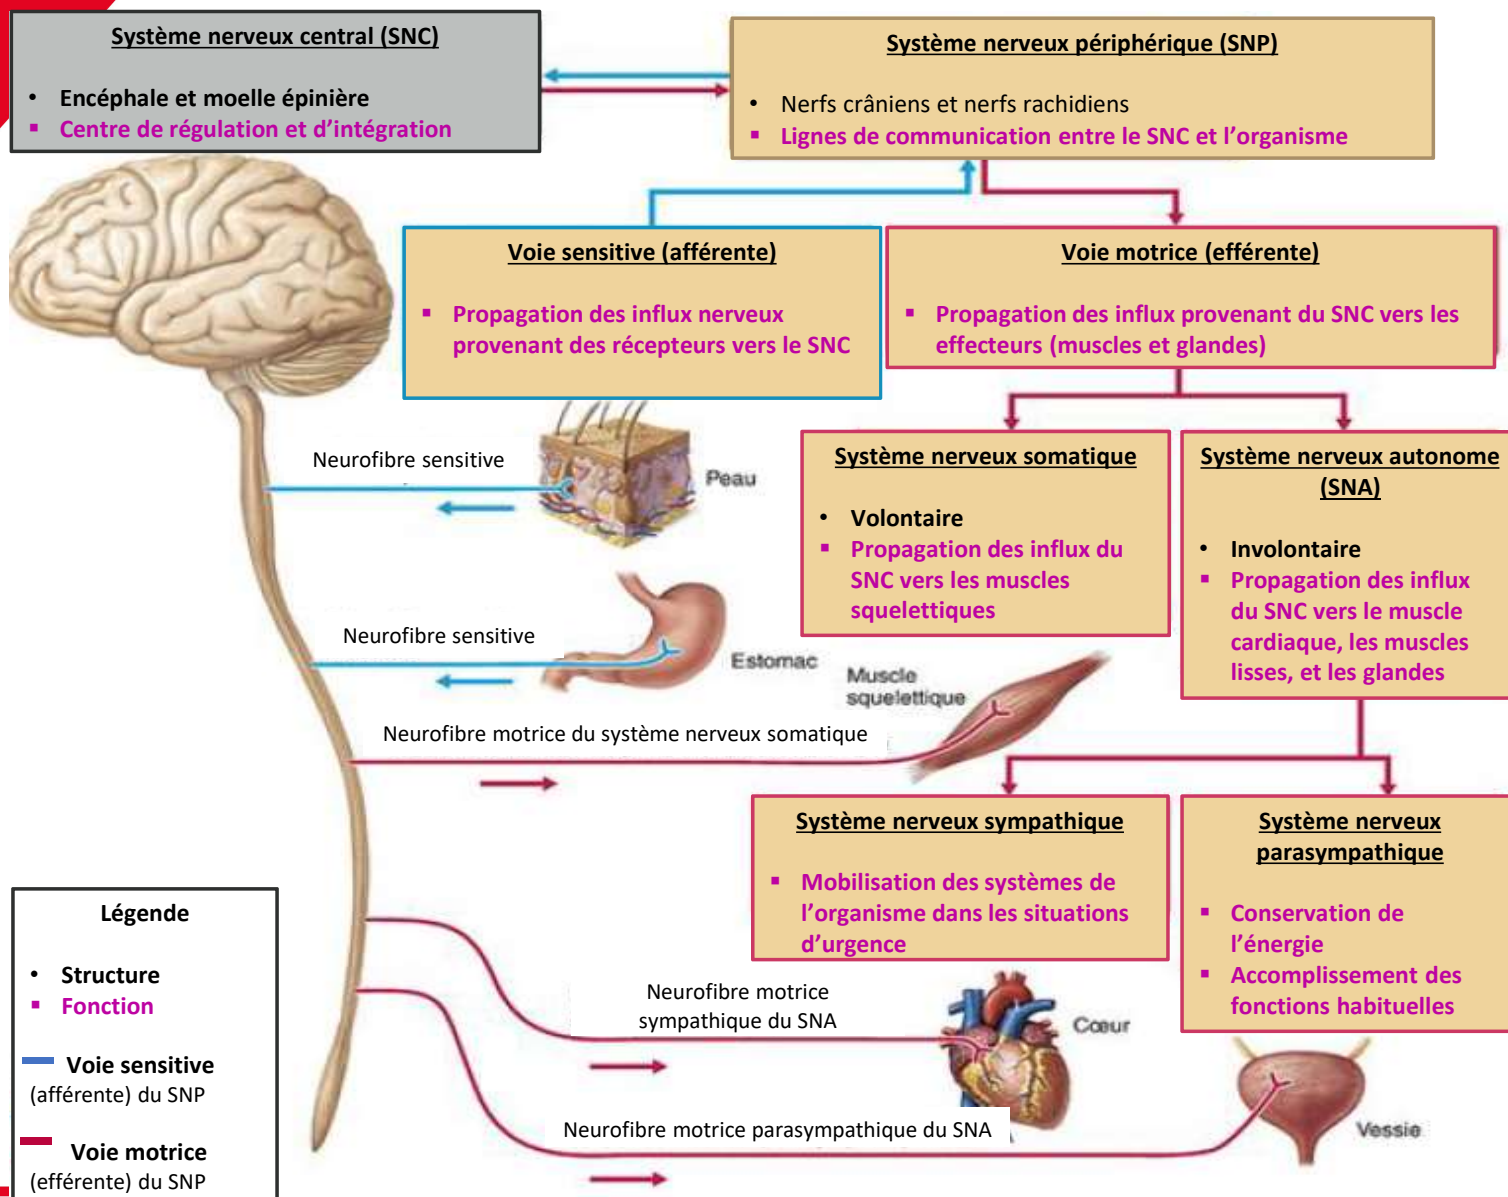 Système nerveux central (SNC)
• Encéphale et moelle épinière
▪ Centre de régulation et d’intégration
Système nerveux périphérique (SNP)
• Nerfs crâniens et nerfs rachidiens
▪ Lignes de communication entre le SNC et l’organisme
Voie sensitive (afférente)
▪ Propagation des influx nerveux
provenant des récepteurs vers le SNC
Voie motrice (efférente)
▪ Propagation des influx provenant du SNC vers les
effecteurs (muscles et glandes)
Neurofibre sensitive
Peau
Système nerveux somatique
• Volontaire
▪ Propagation des influx du
SNC vers les muscles
squelettiques
Système nerveux autonome
(SNA)
• Involontaire
▪ Propagation des influx
du SNC vers le muscle
cardiaque, les muscles
lisses, et les glandes
Neurofibre sensitive
Estomac
Muscle
squelettique
Neurofibre motrice du système nerveux somatique
Système nerveux sympathique
▪ Mobilisation des systèmes de
l’organisme dans les situations
d’urgence
Système nerveux
parasympathique
▪ Conservation de
l’énergie
▪ Accomplissement des
fonctions habituelles
Légende
• Structure
▪ Fonction
Voie sensitive
(afférente) du SNP
Voie motrice
(efférente) du SNP
Neurofibre motrice
sympathique du SNA
Cœur
Neurofibre motrice parasympathique du SNA
Vessie